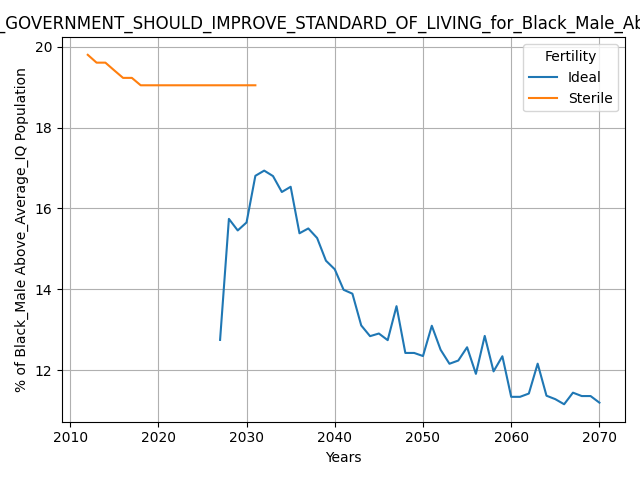 _GOVERNMENT_SHOULD_IMPROVE_STANDARD_OF_LIVING_for_Black_Male_Ab
Fertility
Ideal
Sterile
% of Black_Male Above_Average_IQ Population
20
18
16
14
12
2010 2020 2030 2040 2050 2060 2070
Years